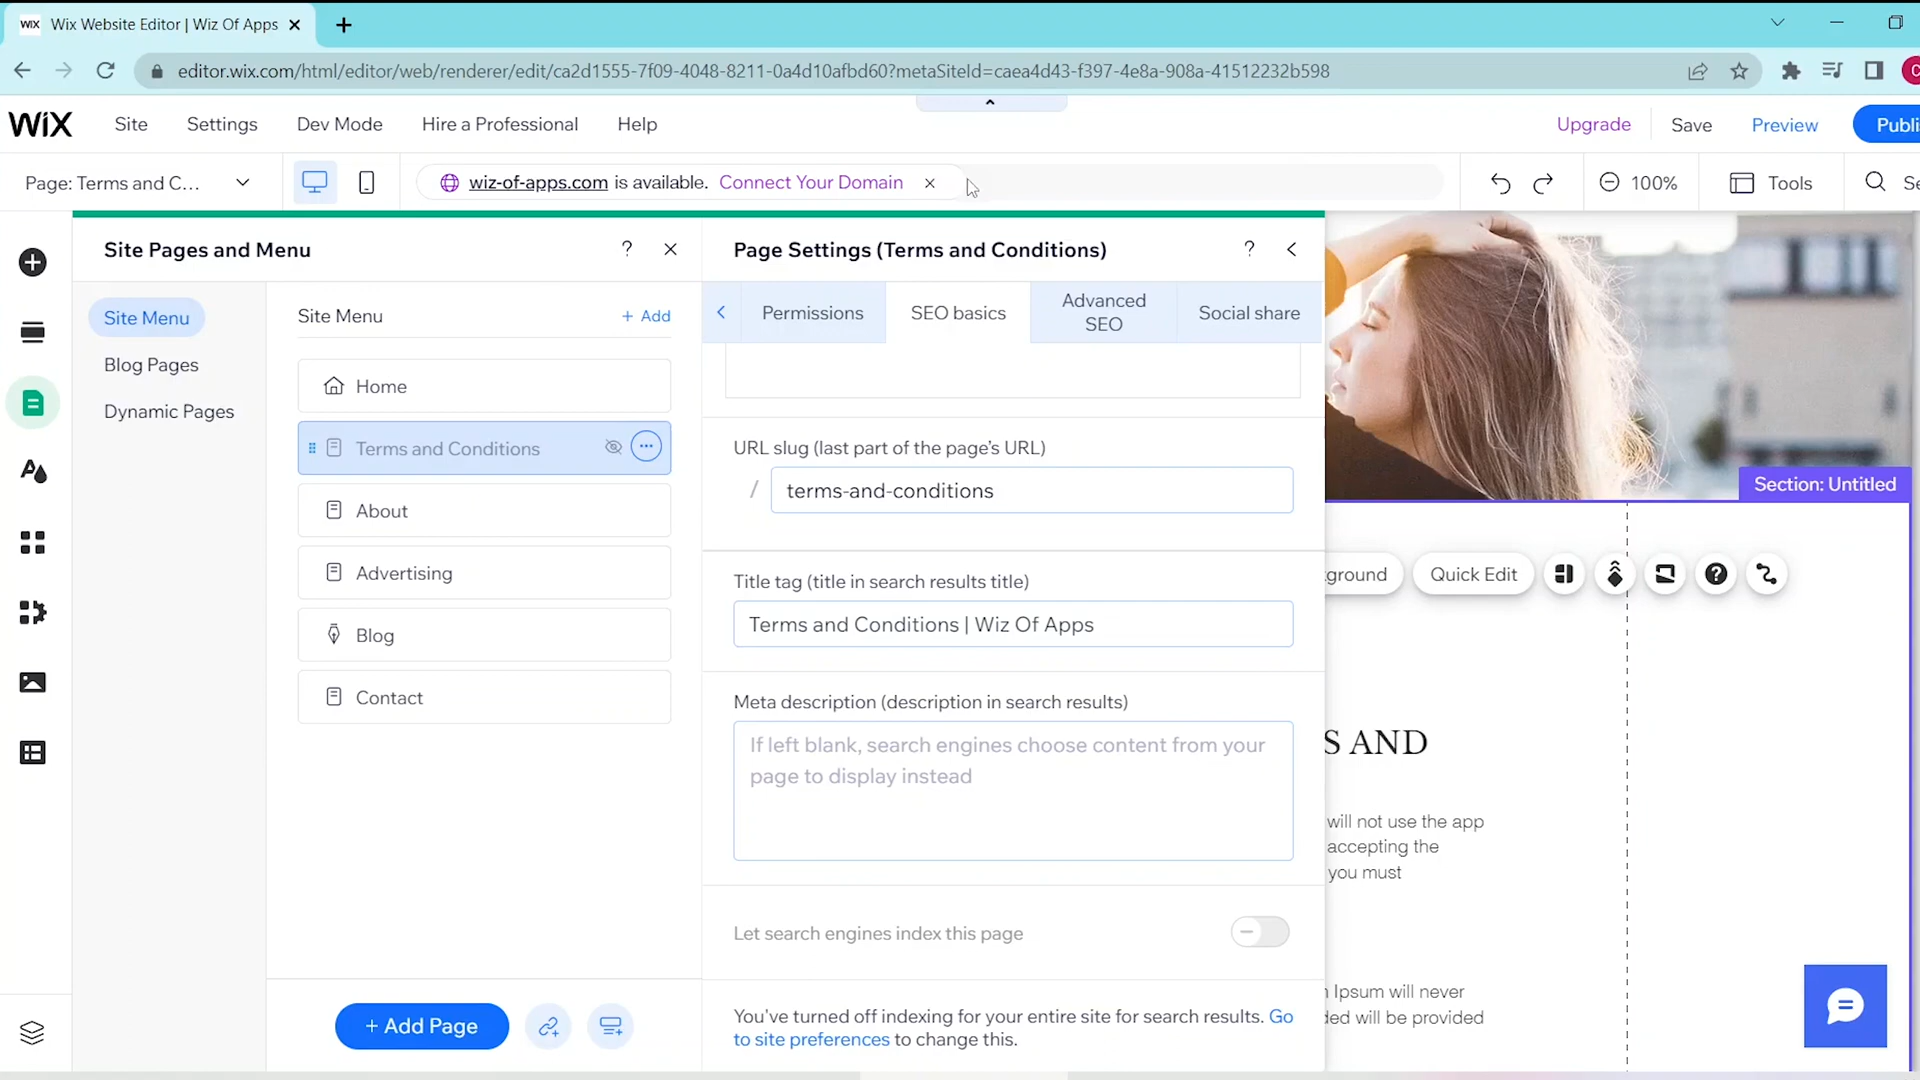 WIX Wix Website Editor | Wiz Of Apps
editor.wix.com/html/editor/web/renderer/edit/ca2d1555-7f09-4048-8211-0a4d10afbd60?metaSiteId=caea4d43-f397-4e8a-908a-41512232b598
WIX Site Settings Dev Mode Hire a Professional Help Upgrade Save Preview
Page: Terms and C... wiz-of-apps.com is available. Connect Your Domain 100% Tools
Site Pages and Menu ?
Page Settings (Terms and Conditions) ?
Site Menu
Blog Pages
Dynamic Pages
Site Menu + Add
Home
Terms and Conditions
About
Advertising
Blog
Contact
+ Add Page
Permissions SEO basics Advanced SEO Social share
URL slug (last part of the page's URL)
/ terms-and-conditions
Title tag (title in search results title)
Terms and Conditions | Wiz Of Apps
Meta description (description in search results)
If left blank, search engines choose content from your
page to display instead
Let search engines index this page
You've turned off indexing for your entire site for search results. Go
to site preferences to change this.
Section: Untitled
Quick Edit
S AND
will not use the app
accepting the
you must
Ipsum will never
will be provided